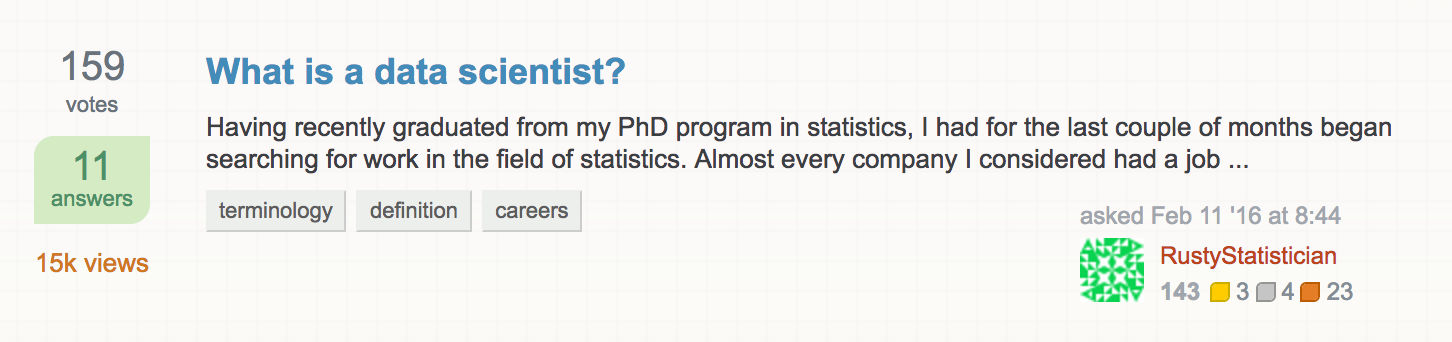 159
votes
11
answers
15k views
What is a data scientist?
Having recently graduated from my PhD program in statistics, I had for the last couple of months began
searching for work in the field of statistics. Almost every company I considered had a job ...
terminology definition careers
asked Feb 11 '16 at 8:44
RustyStatistician
143 3 4 23